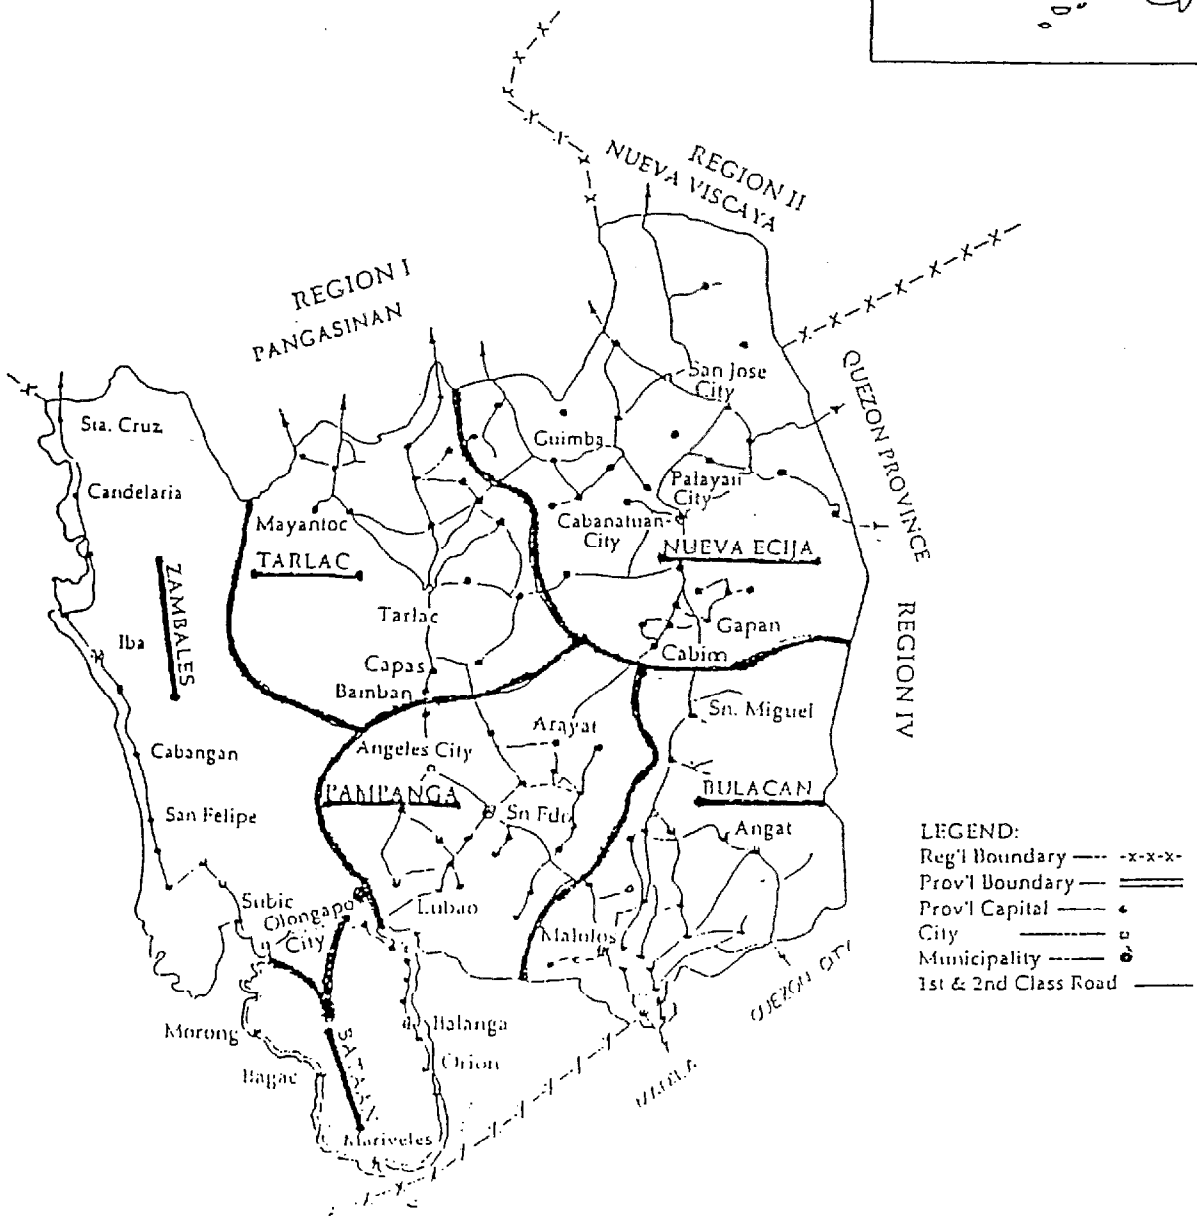 REGION II
NUEVA VISCAYA
REGION I
PANGASINAN
QUEZON PROVINCE
REGION IV
San Jose
City
Sta. Cruz
Guimba
Candelaria
Palayan
City
Mayantoc
Cabanatuan-
City
TARLAC
NUEVA ECIJA
ZAMBALES
Tarlac
Gapan
Iba
Cabim
Capas
Bamban
Sn. Miguel
Arayat
Cabangan
Angeles City
PAMPANGA
BULACAN
San Felipe
Sn Fdo
Angat
LEGEND:
Reg'l Boundary -x-x-x-
Prov'l Boundary
Prov'l Capital
City
Municipality
1st & 2nd Class Road
Subic
Olongapo
City
Lubao
Malolos
QUEZON CITY
Morong
Balanga
Orion
Bagac
Mariveles